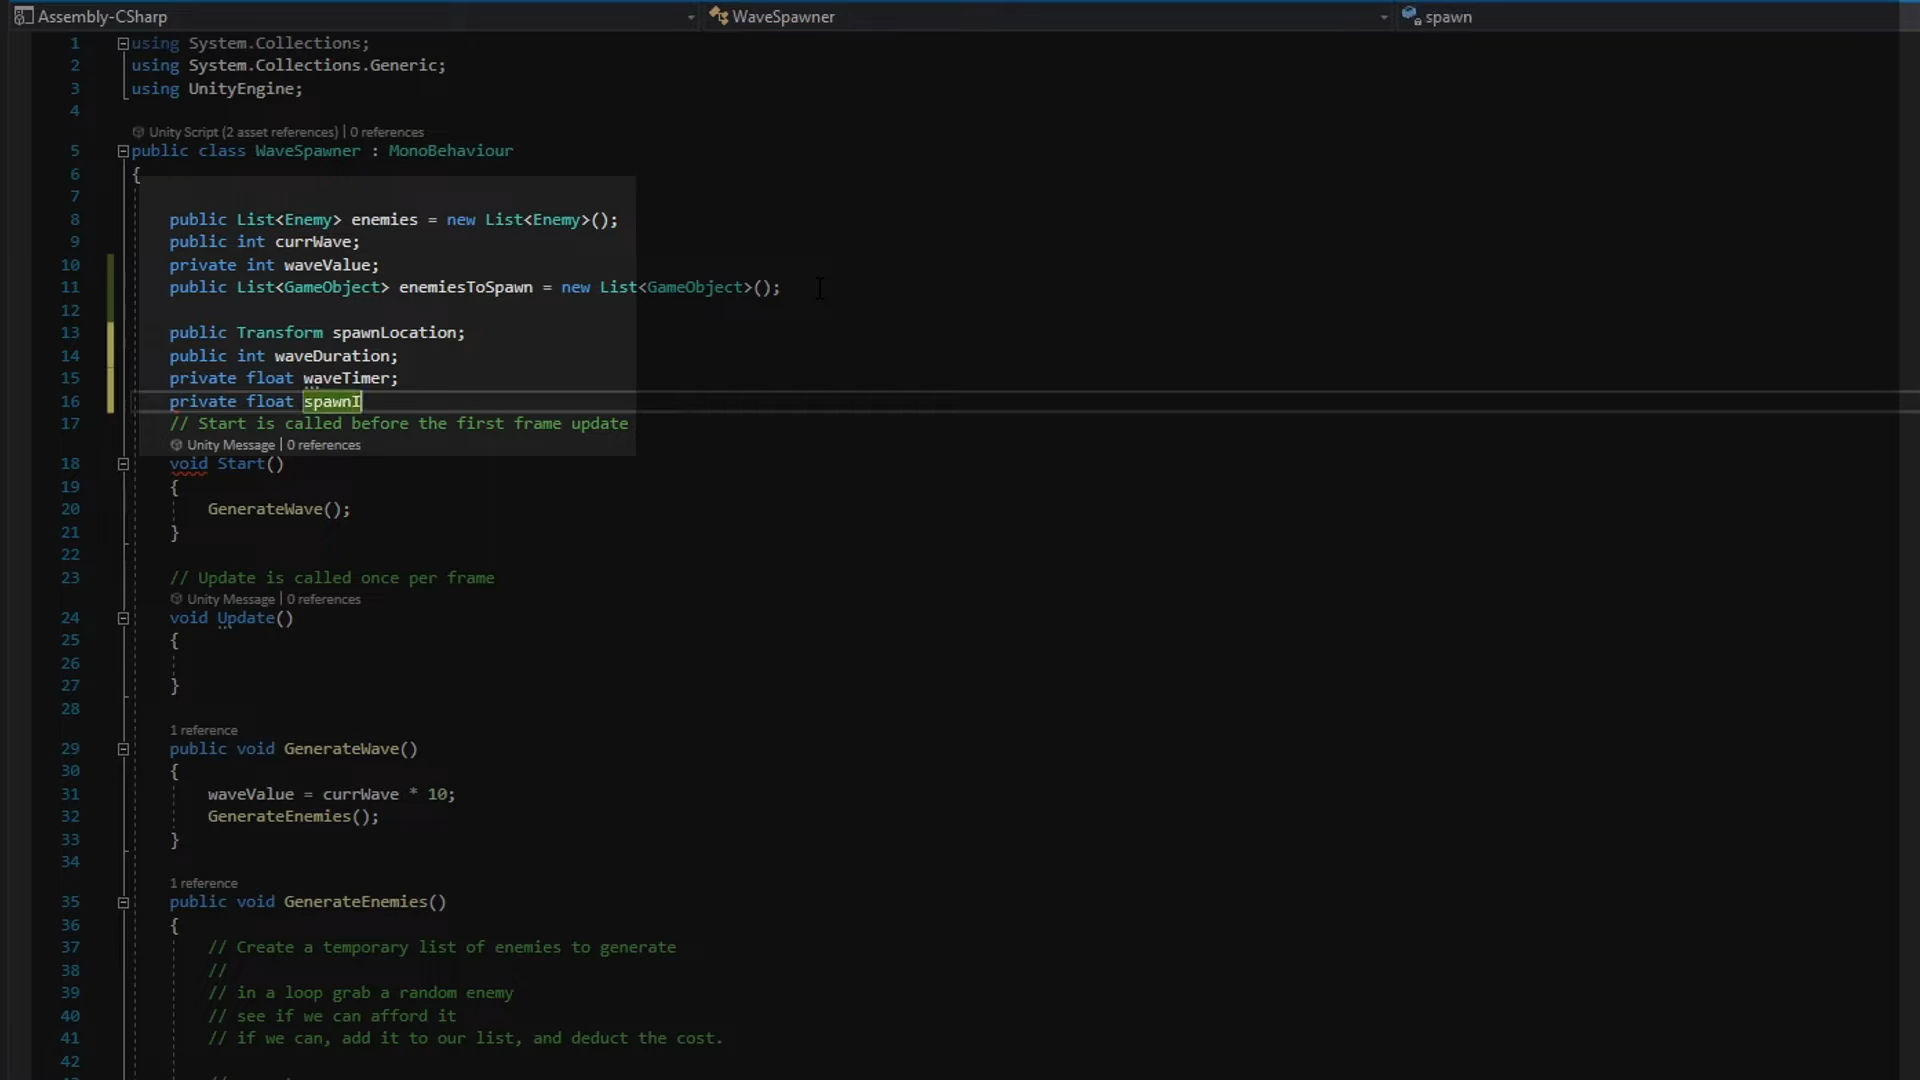 Assembly-CSharp WaveSpawner spawn
1 using System.Collections;
2 using System.Collections.Generic;
3 using UnityEngine;
4
Unity Script (2 asset references) | 0 references
5 public class WaveSpawner : MonoBehaviour
6 {
7
8 public List<Enemy> enemies = new List<Enemy>();
9 public int currWave;
10 private int waveValue;
11 public List<GameObject> enemiesToSpawn = new List<GameObject>();
12
13 public Transform spawnLocation;
14 public int waveDuration;
15 private float waveTimer;
16 private float spawnI
17 // Start is called before the first frame update
Unity Message | 0 references
18 void Start()
19 {
20 GenerateWave();
21 }
22
23 // Update is called once per frame
Unity Message | 0 references
24 void Update()
25 {
26
27 }
28
1 reference
29 public void GenerateWave()
30 {
31 waveValue = currWave * 10;
32 GenerateEnemies();
33 }
34
1 reference
35 public void GenerateEnemies()
36 {
37 // Create a temporary list of enemies to generate
38 //
39 // in a loop grab a random enemy
40 // see if we can afford it
41 // if we can, add it to our list, and deduct the cost.
42